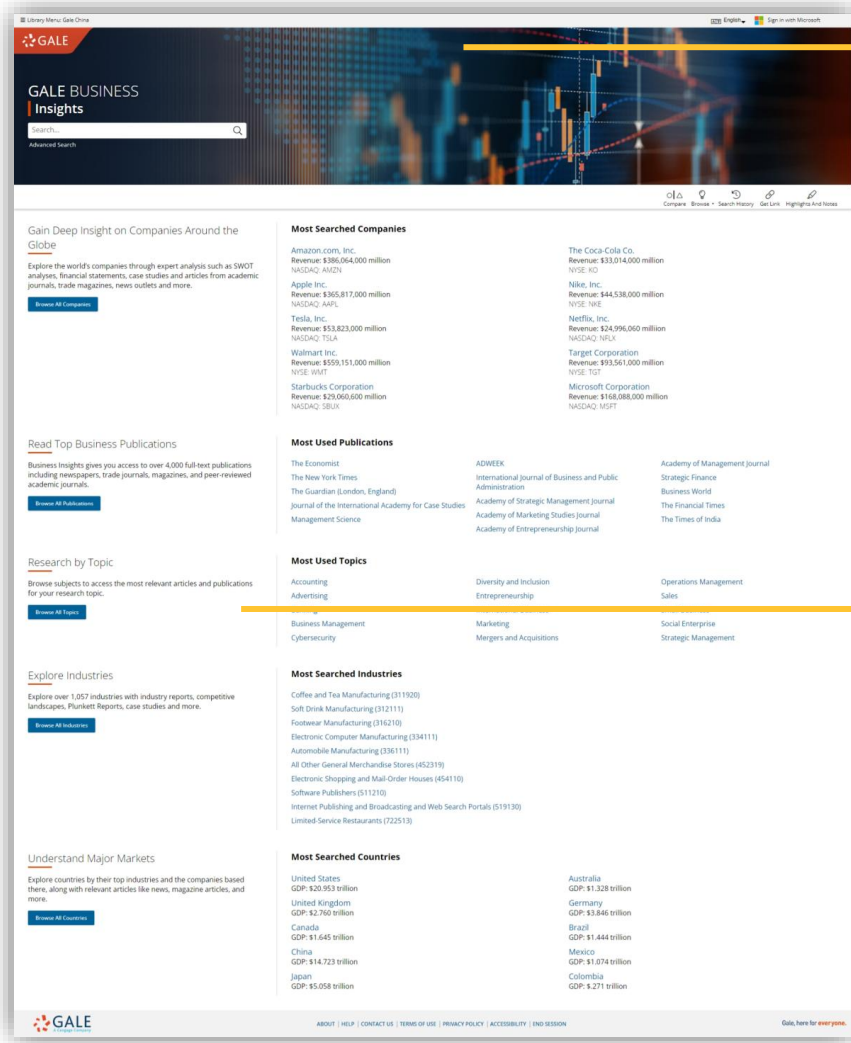 Library Menu: Gale China
English
Sign in with Microsoft
GALE
GALE BUSINESS
Insights
Search...
Advanced Search
Compare
Browse
Search History
Get Link
Highlights And Notes
Gain Deep Insight on Companies Around the
Globe
Explore the world's companies through expert analysis such as SWOT
analyses, financial statements, case studies and articles from academic
journals, trade magazines, news outlets and more.
Browse All Companies
Most Searched Companies
Amazon.com, Inc.
Revenue: $386,064,000 million
NASDAQ: AMZN
Apple Inc.
Revenue: $365,817,000 million
NASDAQ: AAPL
Tesla, Inc.
Revenue: $53,823,000 million
NASDAQ: TSLA
Walmart Inc.
Revenue: $559,151,000 million
NYSE: WMT
Starbucks Corporation
Revenue: $29,060,600 million
NASDAQ: SBUX
The Coca-Cola Co.
Revenue: $33,014,000 million
NYSE: KO
Nike, Inc.
Revenue: $44,538,000 million
NYSE: NKE
Netflix, Inc.
Revenue: $24,996,060 million
NASDAQ: NFLX
Target Corporation
Revenue: $93,561,000 million
NYSE: TGT
Microsoft Corporation
Revenue: $168,088,000 million
NASDAQ: MSFT
Read Top Business Publications
Business Insights gives you access to over 4,000 full-text publications
including newspapers, trade journals, magazines, and peer-reviewed
academic journals.
Browse All Publications
Most Used Publications
The Economist
The New York Times
The Guardian (London, England)
Journal of the International Academy for Case Studies
Management Science
ADWEEK
International Journal of Business and Public
Administration
Academy of Strategic Management Journal
Academy of Marketing Studies Journal
Academy of Entrepreneurship Journal
Academy of Management Journal
Strategic Finance
Business World
The Financial Times
The Times of India
Research by Topic
Browse subjects to access the most relevant articles and publications
for your research topic.
Browse All Topics
Most Used Topics
Accounting
Advertising
Business Management
Cybersecurity
Diversity and Inclusion
Entrepreneurship
Marketing
Mergers and Acquisitions
Operations Management
Sales
Social Enterprise
Strategic Management
Explore Industries
Explore over 1,057 industries with industry reports, competitive
landscapes, Plunkett Reports, case studies and more.
Browse All Industries
Most Searched Industries
Coffee and Tea Manufacturing (311920)
Soft Drink Manufacturing (312111)
Footwear Manufacturing (316210)
Electronic Computer Manufacturing (334111)
Automobile Manufacturing (336111)
All Other General Merchandise Stores (452319)
Electronic Shopping and Mail-Order Houses (454110)
Software Publishers (511210)
Internet Publishing and Broadcasting and Web Search Portals (519130)
Limited-Service Restaurants (722513)
Understand Major Markets
Explore countries by their top industries and the companies based
there, along with relevant articles like news, magazine articles, and
more.
Browse All Countries
Most Searched Countries
United States
GDP: $20.953 trillion
United Kingdom
GDP: $2.760 trillion
Canada
GDP: $1.645 trillion
China
GDP: $14.723 trillion
Japan
GDP: $5.058 trillion
Australia
GDP: $1.328 trillion
Germany
GDP: $3.846 trillion
Brazil
GDP: $1.444 trillion
Mexico
GDP: $1.074 trillion
Colombia
GDP: $.271 trillion
GALE
A Cengage Company
ABOUT | HELP | CONTACT US | TERMS OF USE | PRIVACY POLICY | ACCESSIBILITY | END SESSION
Gale, here for everyone.